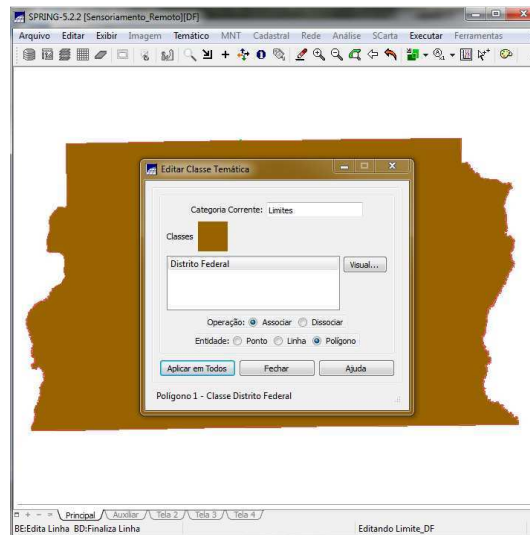 SPRING-5.2.2 [Sensoriamento_Remoto][DF]
Arquivo Editar Exibir Imagem Temático MNT Cadastral Rede Análise SCarta Executar Ferramentas
Editar Classe Temática
Categoria Corrente: Limites
Classes
Distrito Federal
Visual...
Operação: Associar Dissociar
Entidade: Ponto Linha Polígono
Aplicar em Todos Fechar Ajuda
Polígono 1 - Classe Distrito Federal
Principal Auxiliar Tela 2 Tela 3 Tela 4
BE:Edita Linha BD:Finaliza Linha Editando Limite_DF